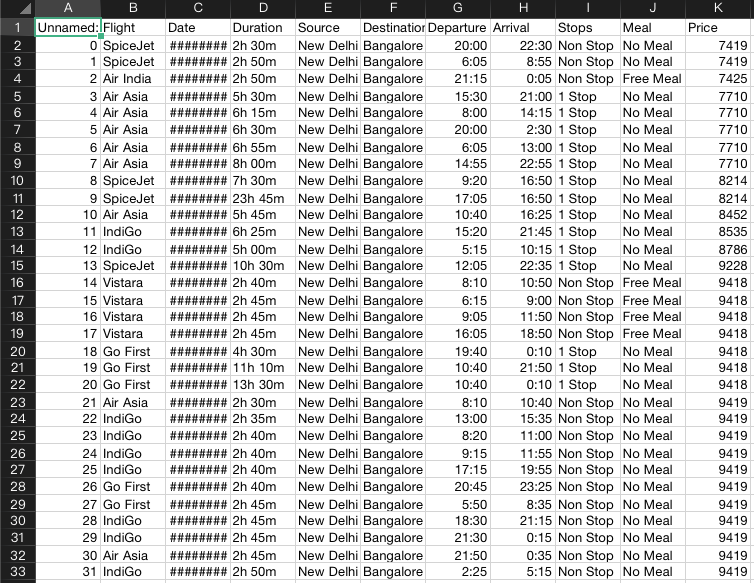 A B C D E F G H I J K
1 Unnamed: Flight Date Duration Source Destination Departure Arrival Stops Meal Price
2 0 SpiceJet ######## 2h 30m New Delhi Bangalore 20:00 22:30 Non Stop No Meal 7419
3 1 SpiceJet ######## 2h 50m New Delhi Bangalore 6:05 8:55 Non Stop No Meal 7419
4 2 Air India ######## 2h 50m New Delhi Bangalore 21:15 0:05 Non Stop Free Meal 7425
5 3 Air Asia ######## 5h 30m New Delhi Bangalore 15:30 21:00 1 Stop No Meal 7710
6 4 Air Asia ######## 6h 15m New Delhi Bangalore 8:00 14:15 1 Stop No Meal 7710
7 5 Air Asia ######## 6h 30m New Delhi Bangalore 20:00 2:30 1 Stop No Meal 7710
8 6 Air Asia ######## 6h 55m New Delhi Bangalore 6:05 13:00 1 Stop No Meal 7710
9 7 Air Asia ######## 8h 00m New Delhi Bangalore 14:55 22:55 1 Stop No Meal 7710
10 8 SpiceJet ######## 7h 30m New Delhi Bangalore 9:20 16:50 1 Stop No Meal 8214
11 9 SpiceJet ######## 23h 45m New Delhi Bangalore 17:05 16:50 1 Stop No Meal 8214
12 10 Air Asia ######## 5h 45m New Delhi Bangalore 10:40 16:25 1 Stop No Meal 8452
13 11 IndiGo ######## 6h 25m New Delhi Bangalore 15:20 21:45 1 Stop No Meal 8535
14 12 IndiGo ######## 5h 00m New Delhi Bangalore 5:15 10:15 1 Stop No Meal 8786
15 13 SpiceJet ######## 10h 30m New Delhi Bangalore 12:05 22:35 1 Stop No Meal 9228
16 14 Vistara ######## 2h 40m New Delhi Bangalore 8:10 10:50 Non Stop Free Meal 9418
17 15 Vistara ######## 2h 45m New Delhi Bangalore 6:15 9:00 Non Stop Free Meal 9418
18 16 Vistara ######## 2h 45m New Delhi Bangalore 9:05 11:50 Non Stop Free Meal 9418
19 17 Vistara ######## 2h 45m New Delhi Bangalore 16:05 18:50 Non Stop Free Meal 9418
20 18 Go First ######## 4h 30m New Delhi Bangalore 19:40 0:10 1 Stop No Meal 9418
21 19 Go First ######## 11h 10m New Delhi Bangalore 10:40 21:50 1 Stop No Meal 9418
22 20 Go First ######## 13h 30m New Delhi Bangalore 10:40 0:10 1 Stop No Meal 9418
23 21 Air Asia ######## 2h 30m New Delhi Bangalore 8:10 10:40 Non Stop No Meal 9419
24 22 IndiGo ######## 2h 35m New Delhi Bangalore 13:00 15:35 Non Stop No Meal 9419
25 23 IndiGo ######## 2h 40m New Delhi Bangalore 8:20 11:00 Non Stop No Meal 9419
26 24 IndiGo ######## 2h 40m New Delhi Bangalore 9:15 11:55 Non Stop No Meal 9419
27 25 IndiGo ######## 2h 40m New Delhi Bangalore 17:15 19:55 Non Stop No Meal 9419
28 26 Go First ######## 2h 40m New Delhi Bangalore 20:45 23:25 Non Stop No Meal 9419
29 27 Go First ######## 2h 45m New Delhi Bangalore 5:50 8:35 Non Stop No Meal 9419
30 28 IndiGo ######## 2h 45m New Delhi Bangalore 18:30 21:15 Non Stop No Meal 9419
31 29 IndiGo ######## 2h 45m New Delhi Bangalore 21:30 0:15 Non Stop No Meal 9419
32 30 Air Asia ######## 2h 45m New Delhi Bangalore 21:50 0:35 Non Stop No Meal 9419
33 31 IndiGo ######## 2h 50m New Delhi Bangalore 2:25 5:15 Non Stop No Meal 9419